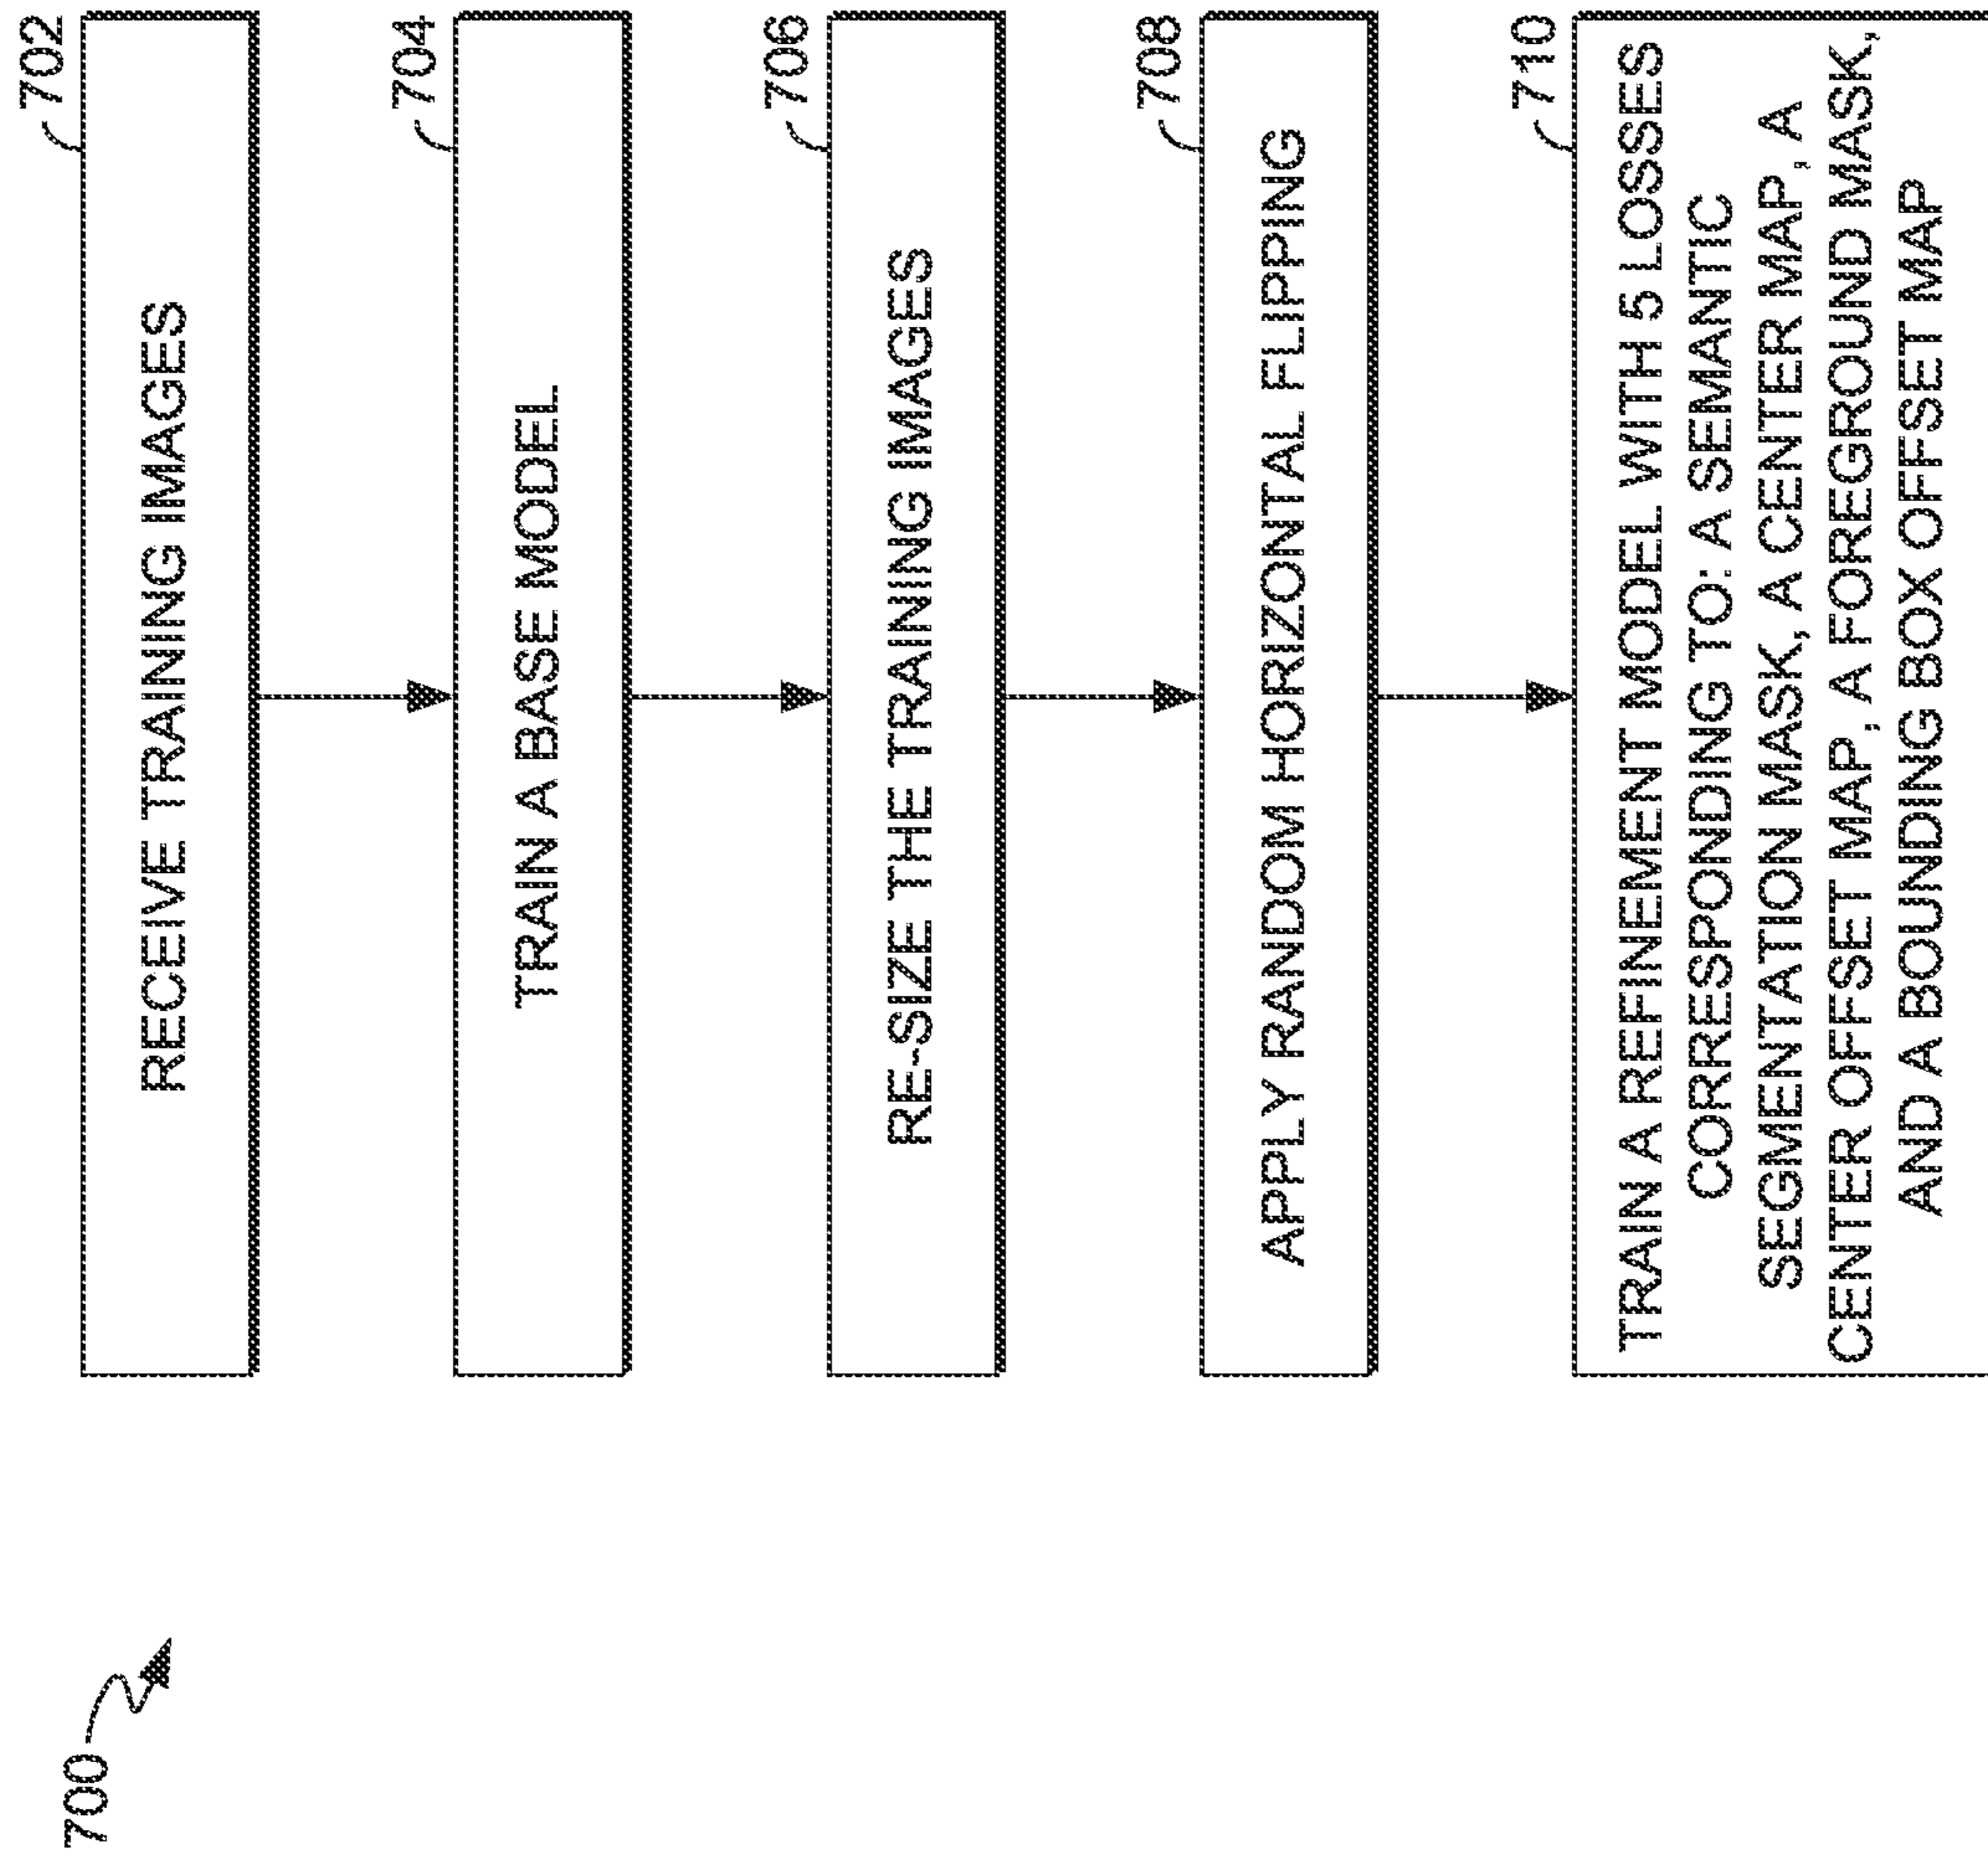 700
702
RECEIVE TRAINING IMAGES
704
TRAIN A BASE MODEL
706
RE-SIZE THE TRAINING IMAGES
708
APPLY RANDOM HORIZONTAL FLIPPING
710
TRAIN A REFINEMENT MODEL WITH 5 LOSSES
CORRESPONDING TO: A SEMANTIC
SEGMENTATION MASK, A CENTER MAP, A
CENTER OFFSET MAP, A FOREGROUND MASK,
AND A BOUNDING BOX OFFSET MAP